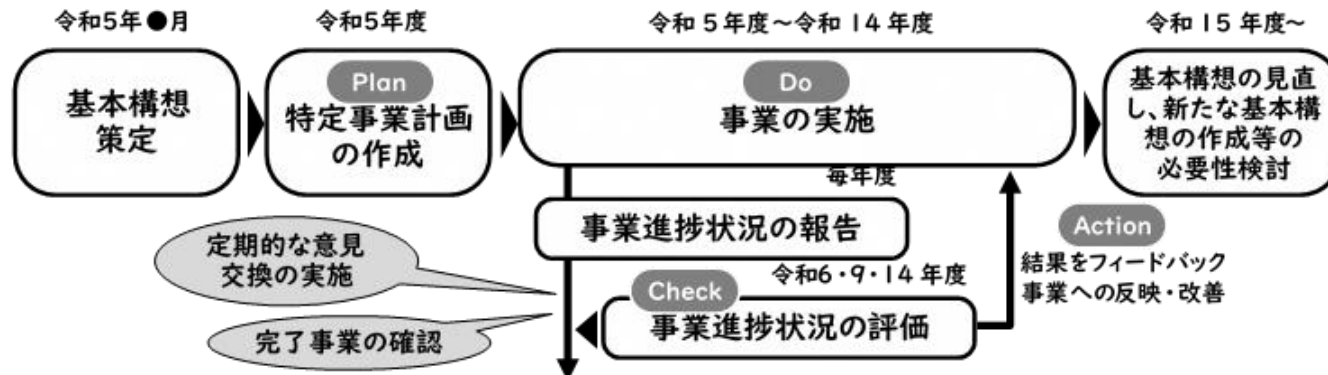 令和5年●月
基本構想
策定
令和5年度
Plan
特定事業計画
の作成
令和 5 年度～令和 14 年度
Do
事業の実施
令和 15 年度～
基本構想の見直
し、新たな基本構
想の作成等の
必要性検討
毎年度
事業進捗状況の報告
定期的な意見
交換の実施
令和6・9・14 年度
Check
事業進捗状況の評価
完了事業の確認
Action
結果をフィードバック
事業への反映・改善